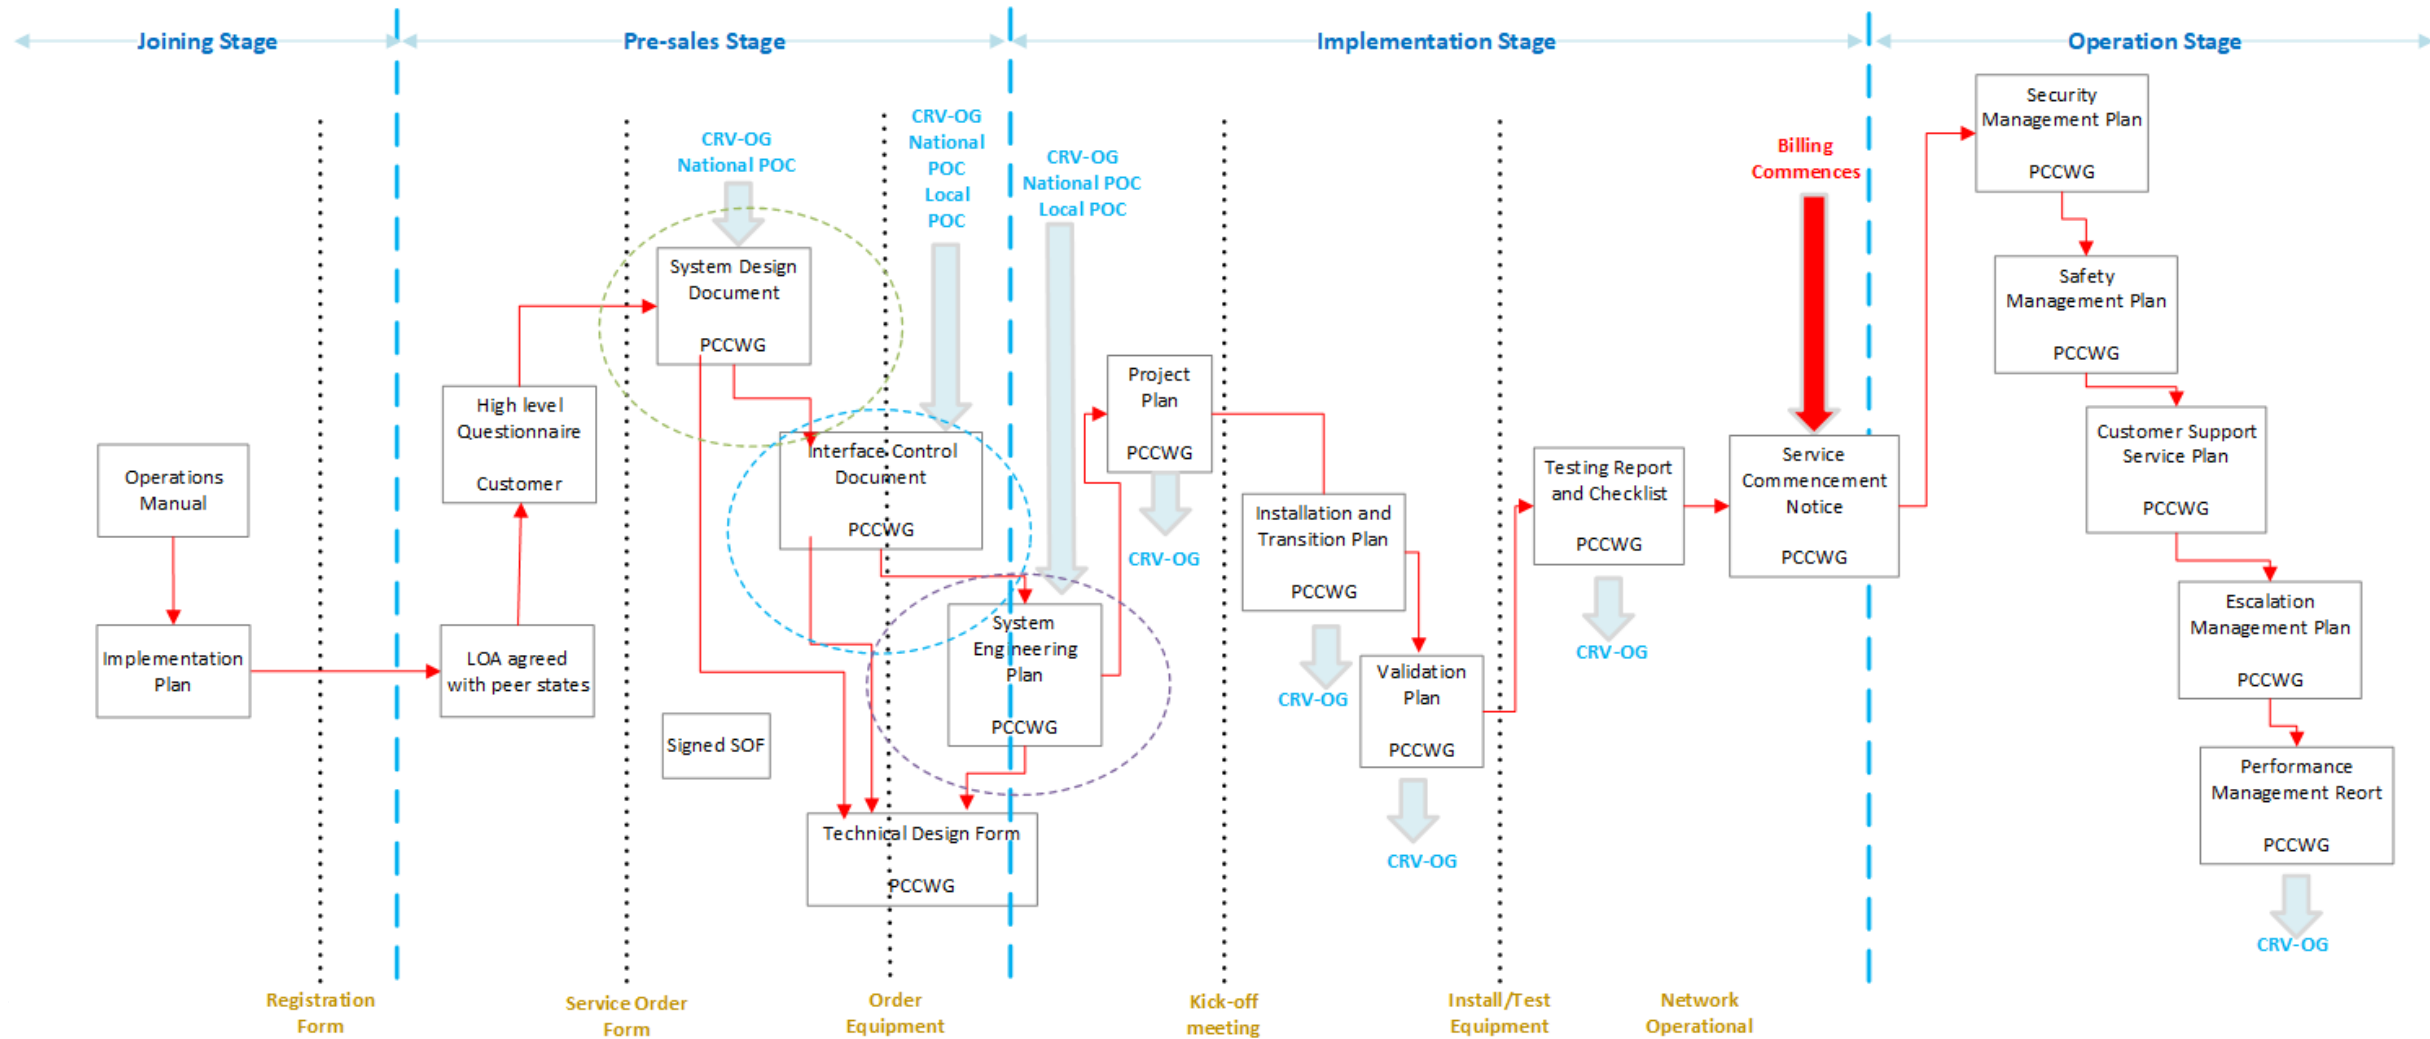 Joining Stage
Pre-sales Stage
Implementation Stage
Operation Stage
Operations
Manual
Implementation
Plan
High level
Questionnaire
Customer
LOA agreed
with peer states
CRV-OG
National POC
System Design
Document
PCCWG
CRV-OG
National
POC
Local
POC
Interface Control
Document
PCCWG
CRV-OG
National POC
Local POC
System
Engineering
Plan
PCCWG
Signed SOF
Technical Design Form
PCCWG
Project
Plan
PCCWG
CRV-OG
Installation and
Transition Plan
PCCWG
CRV-OG
Validation
Plan
PCCWG
CRV-OG
Testing Report
and Checklist
PCCWG
CRV-OG
Billing
Commences
Service
Commencement
Notice
PCCWG
Security
Management Plan
PCCWG
Safety
Management Plan
PCCWG
Customer Support
Service Plan
PCCWG
Escalation
Management Plan
PCCWG
Performance
Management Reort
PCCWG
CRV-OG
Registration
Form
Service Order
Form
Order
Equipment
Kick-off
meeting
Install/Test
Equipment
Network
Operational